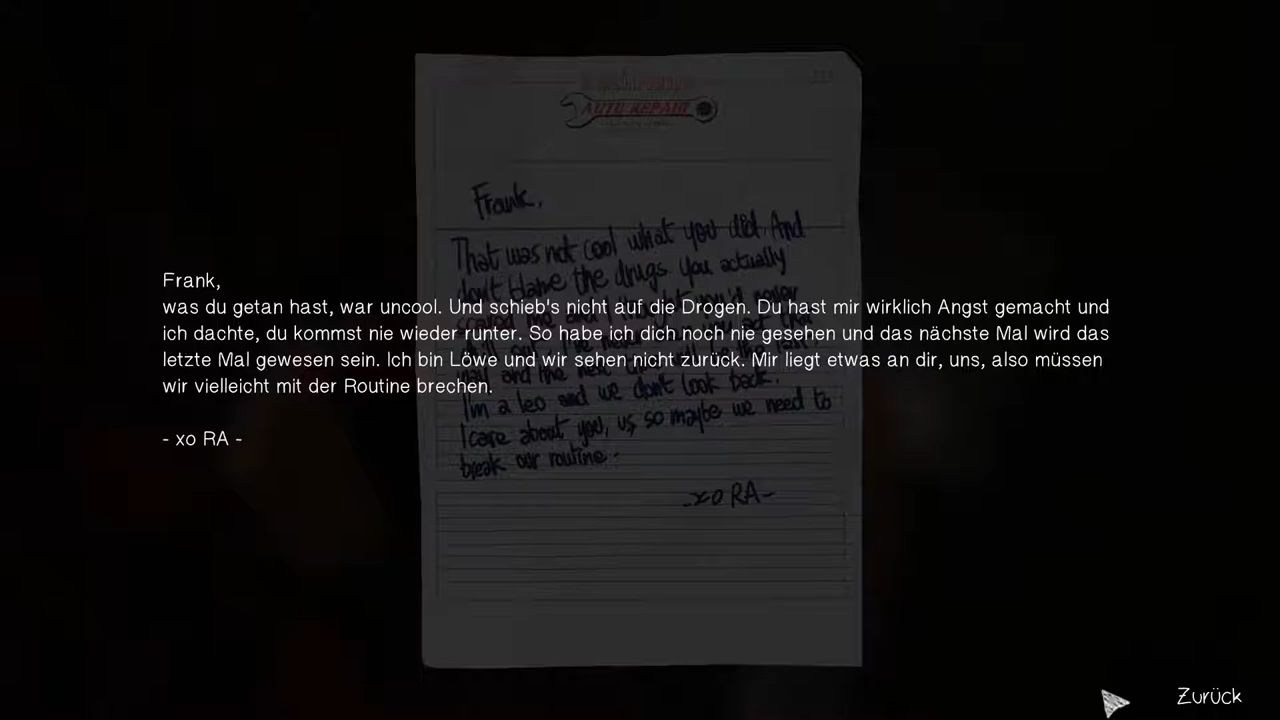 AUTO REPAIR
Frank,
That was not cool what you did. And
don't blame the drugs. you actually
Frank,
was du getan hast, war uncool. Und schieb's nicht auf die Drogen. Du hast mir wirklich Angst gemacht und
ich dachte, du kommst nie wieder runter. So habe ich dich noch nie gesehen und das nächste Mal wird das
letzte Mal gewesen sein. Ich bin Löwe und wir sehen nicht zurück. Mir liegt etwas an dir, uns, also müssen
wir vielleicht mit der Routine brechen.
- xo RA -
I'm a leo and we don't look back.
I care about you, us, so maybe we need to
break our routine.
-xo RA-
Zurück